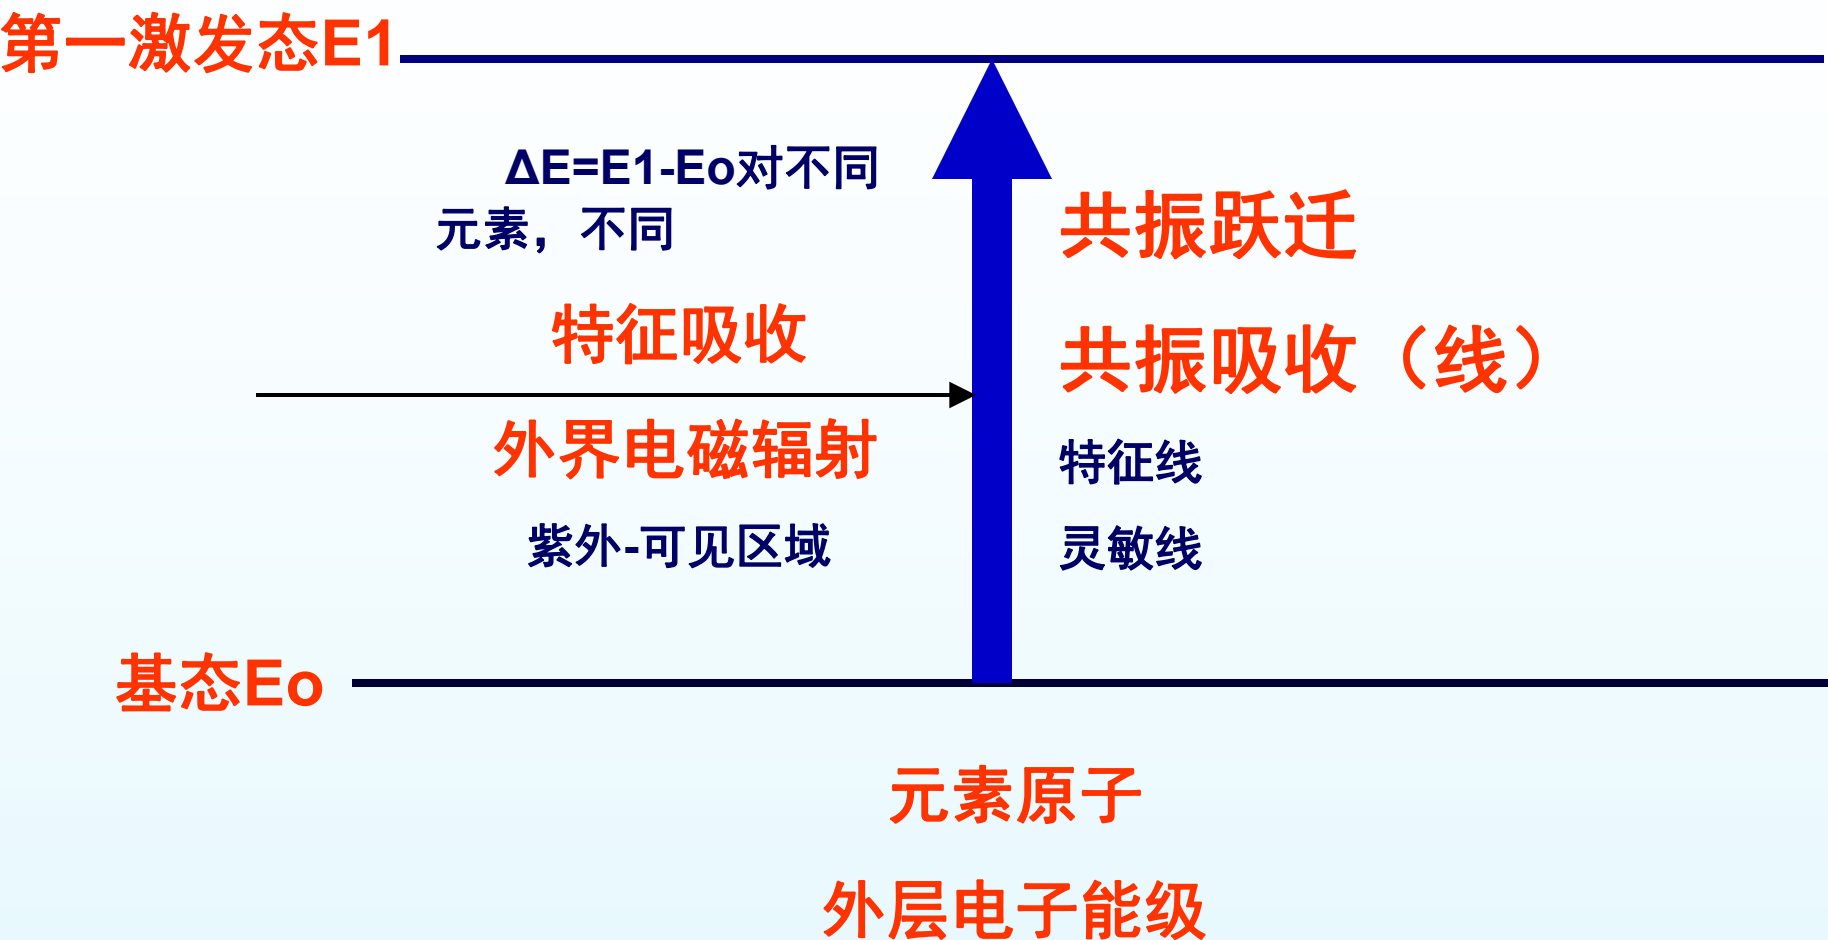 第一激发态E1
ΔE=E1-Eo对不同
元素，不同
特征吸收
外界电磁辐射
紫外-可见区域
共振跃迁
共振吸收（线）
特征线
灵敏线
基态Eo
元素原子
外层电子能级